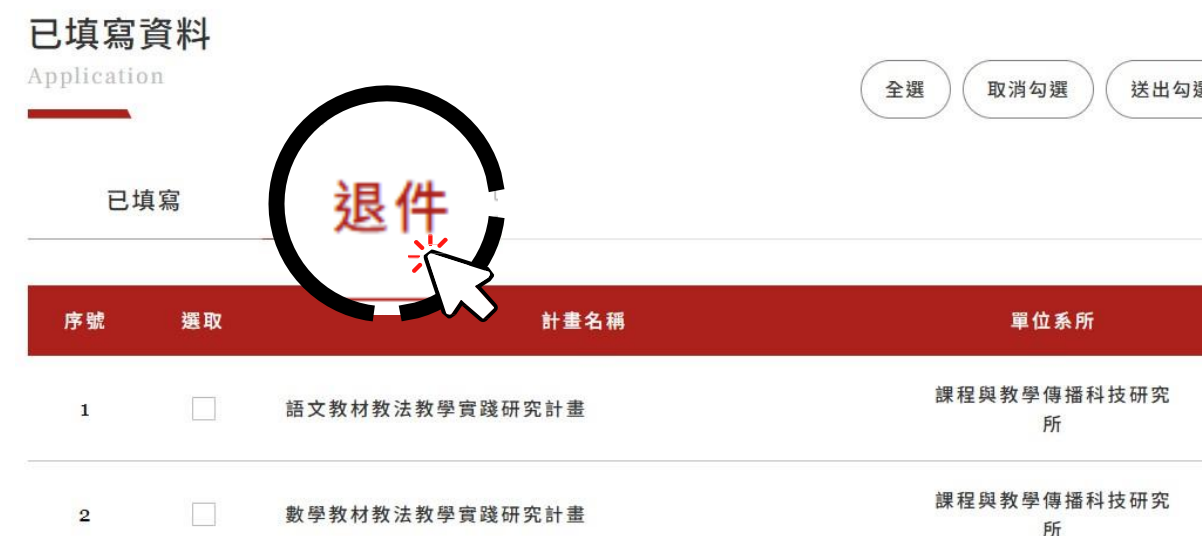 已填寫資料
Application
全選
取消勾選
送出勾選
已填寫
退件
序號 選取 計畫名稱 單位系所
1 語文教材教法教學實踐研究計畫 課程與教學傳播科技研究
所
2 數學教材教法教學實踐研究計畫 課程與教學傳播科技研究
所